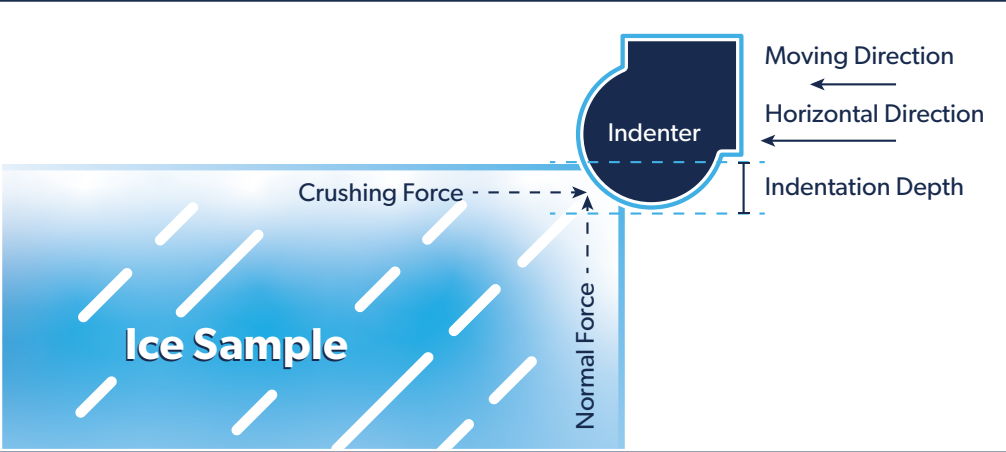 Moving Direction
Horizontal Direction
Indenter
Indentation Depth
Crushing Force
Normal Force
Ice Sample